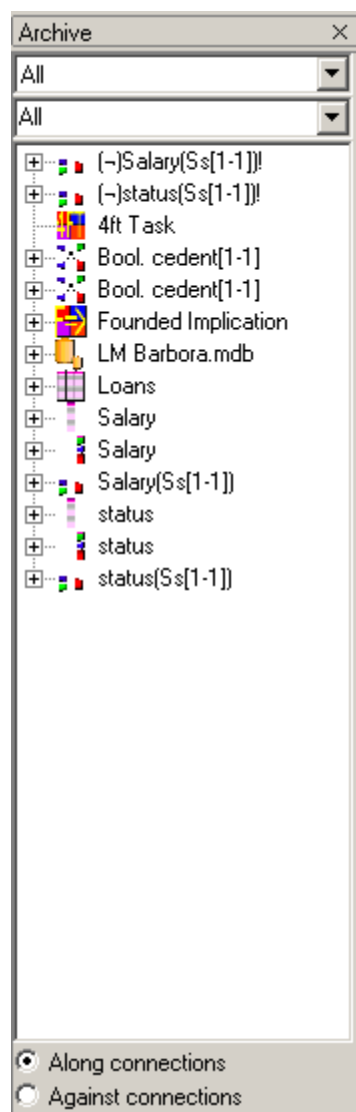 Archive
All
All
(¬)Salary(Ss[1-1])!
(¬)status(Ss[1-1])!
4ft Task
Bool. cedent[1-1]
Bool. cedent[1-1]
Founded Implication
LM Barbora.mdb
Loans
Salary
Salary
Salary(Ss[1-1])
status
status
status(Ss[1-1])
Along connections
Against connections